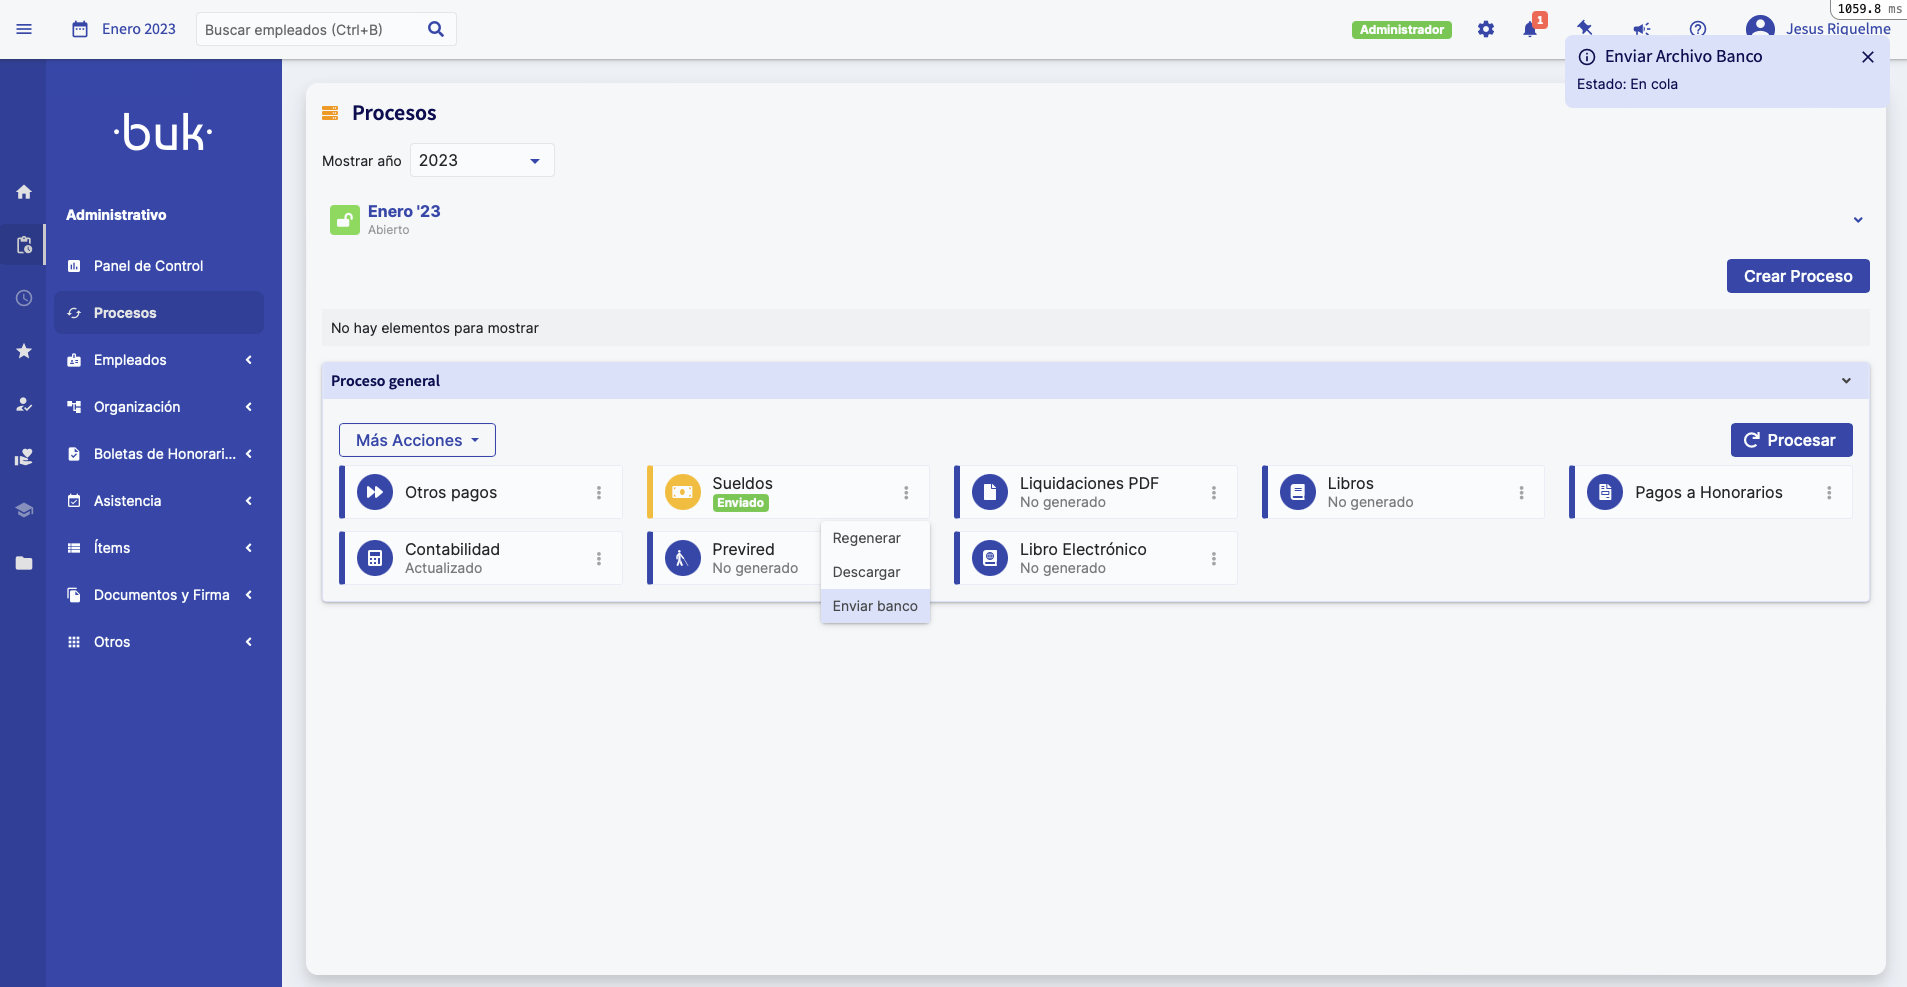 1059.8 ms
Enero 2023
Buscar empleados (Ctrl+B)
Administrador
1
Jesus Riquelme
Enviar Archivo Banco
Estado: En cola
·buk·
Administrativo
Panel de Control
Procesos
Empleados
Organización
Boletas de Honorari...
Asistencia
Ítems
Documentos y Firma
Otros
Procesos
Mostrar año
2023
Enero '23
Abierto
Crear Proceso
No hay elementos para mostrar
Proceso general
Más Acciones
Procesar
Otros pagos
Sueldos
Enviado
Liquidaciones PDF
No generado
Libros
No generado
Pagos a Honorarios
Contabilidad
Actualizado
Previred
No generado
Libro Electrónico
No generado
Regenerar
Descargar
Enviar banco